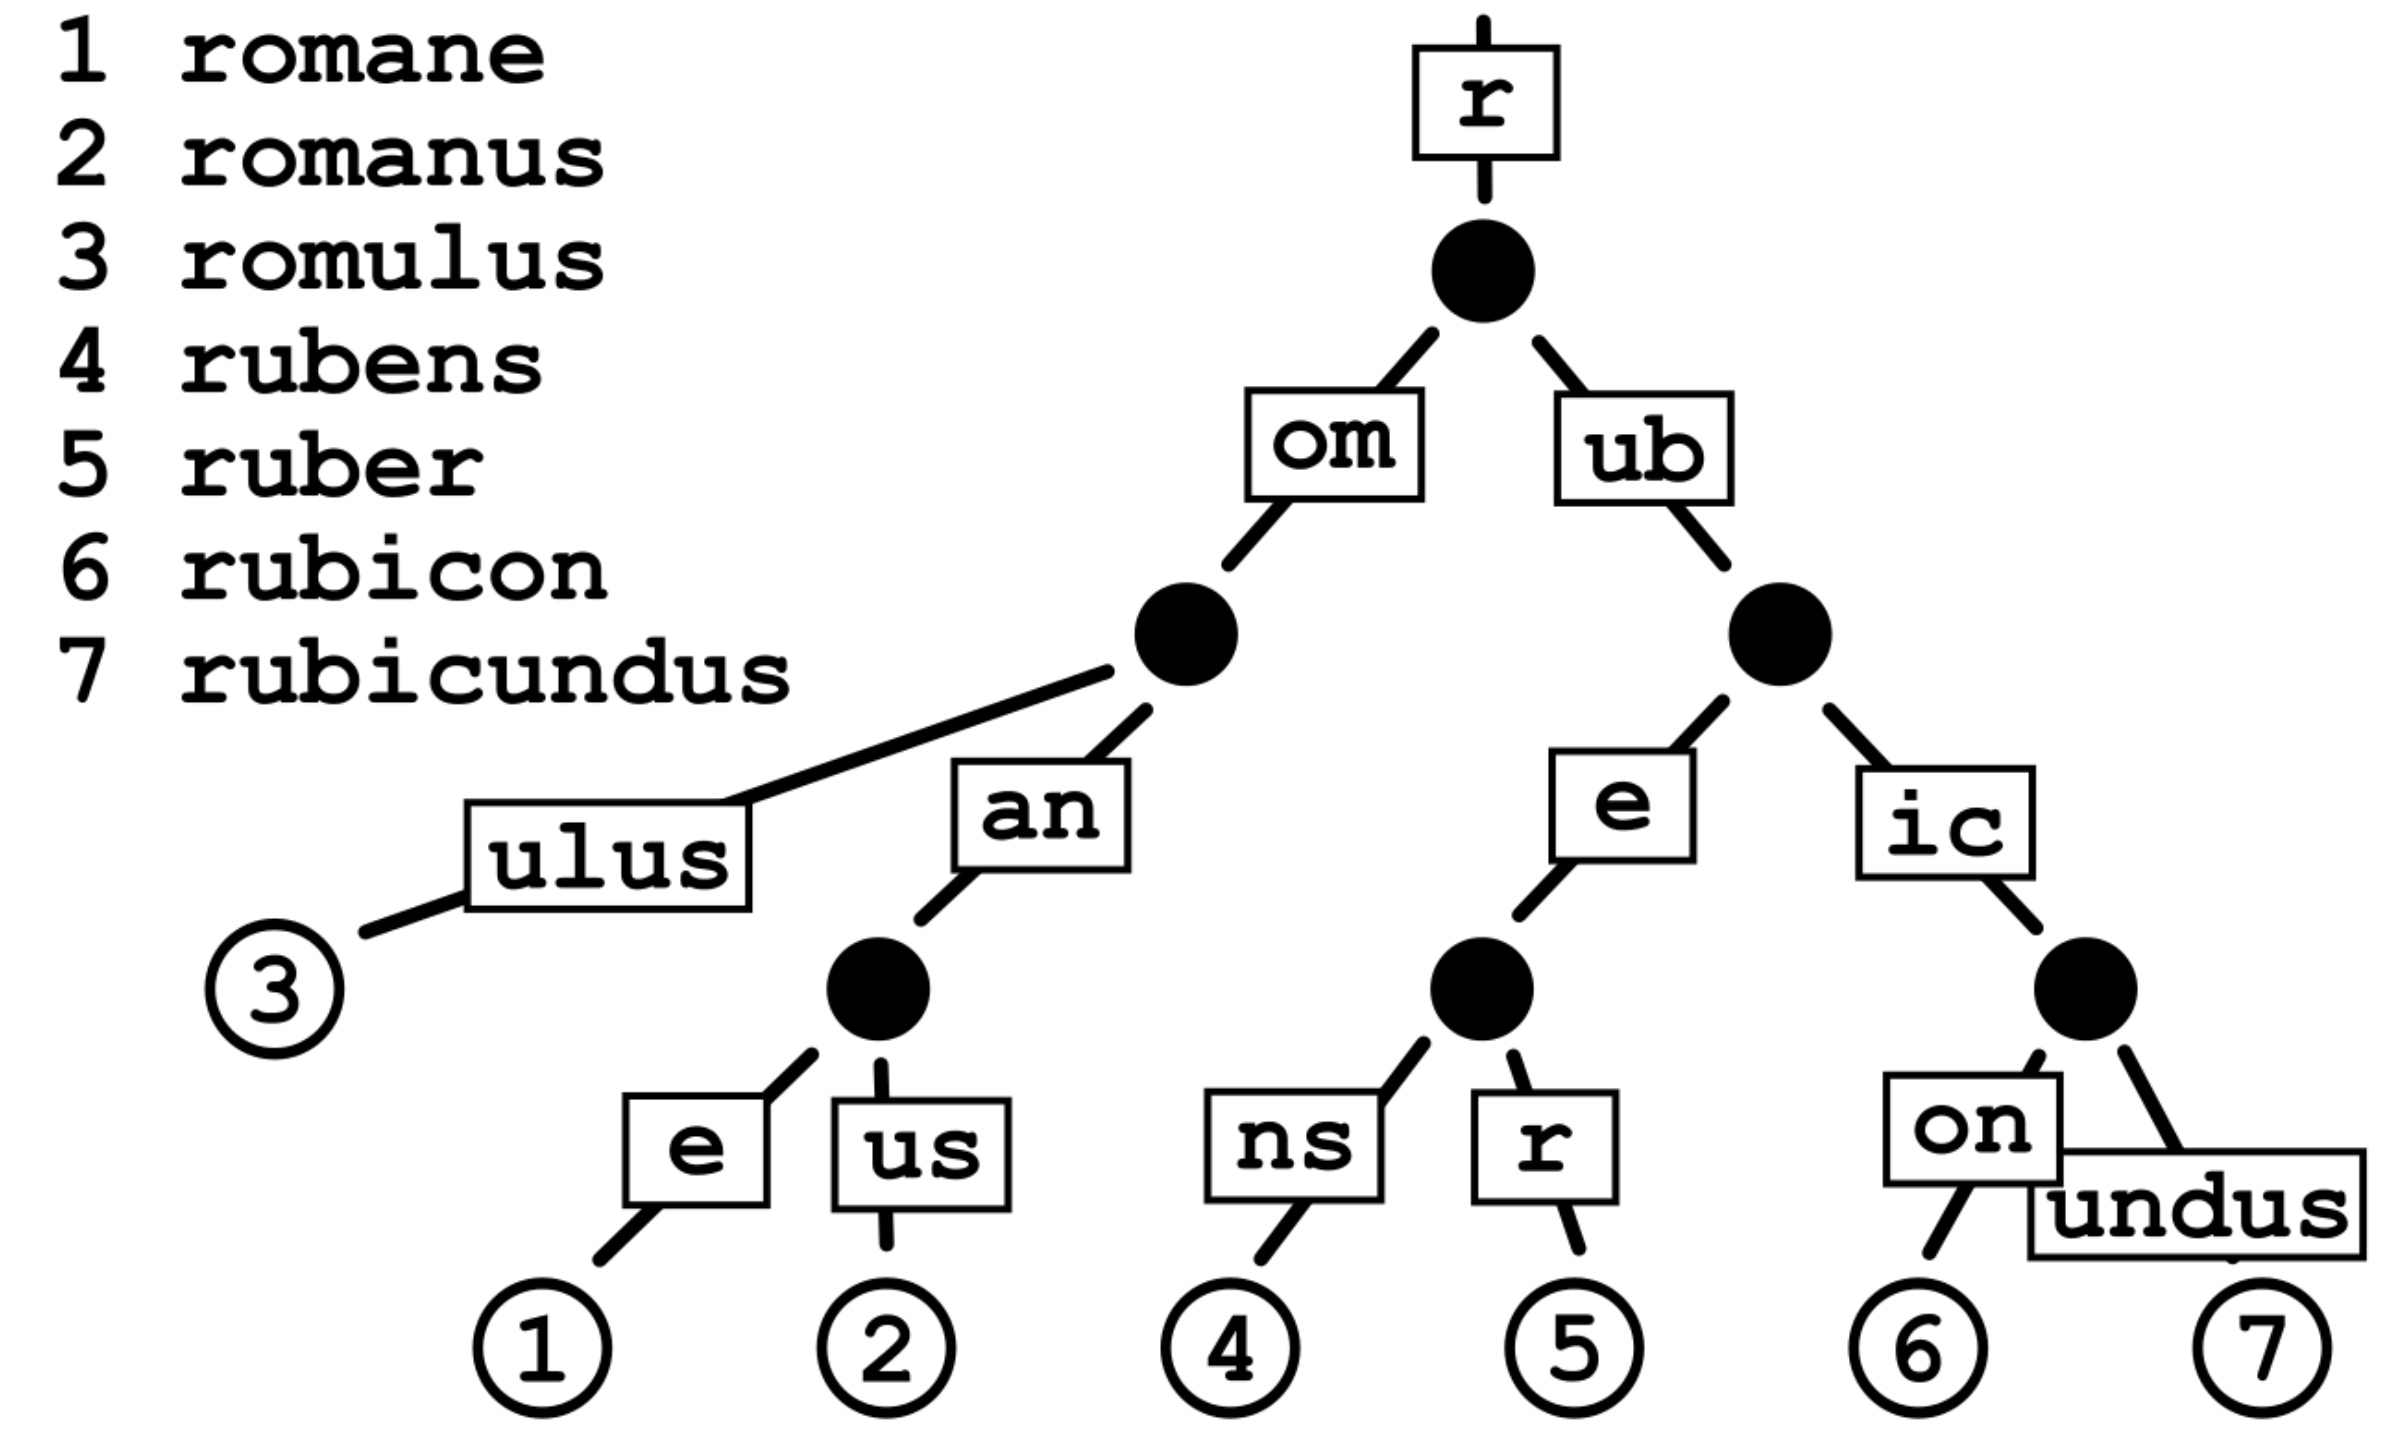 1 romane
2 romanus
3 romulus
4 rubens
5 ruber
6 rubicon
7 rubicundus
r
om
ub
ulus
an
e
ic
3
e
us
ns
r
on
undus
1
2
4
5
6
7